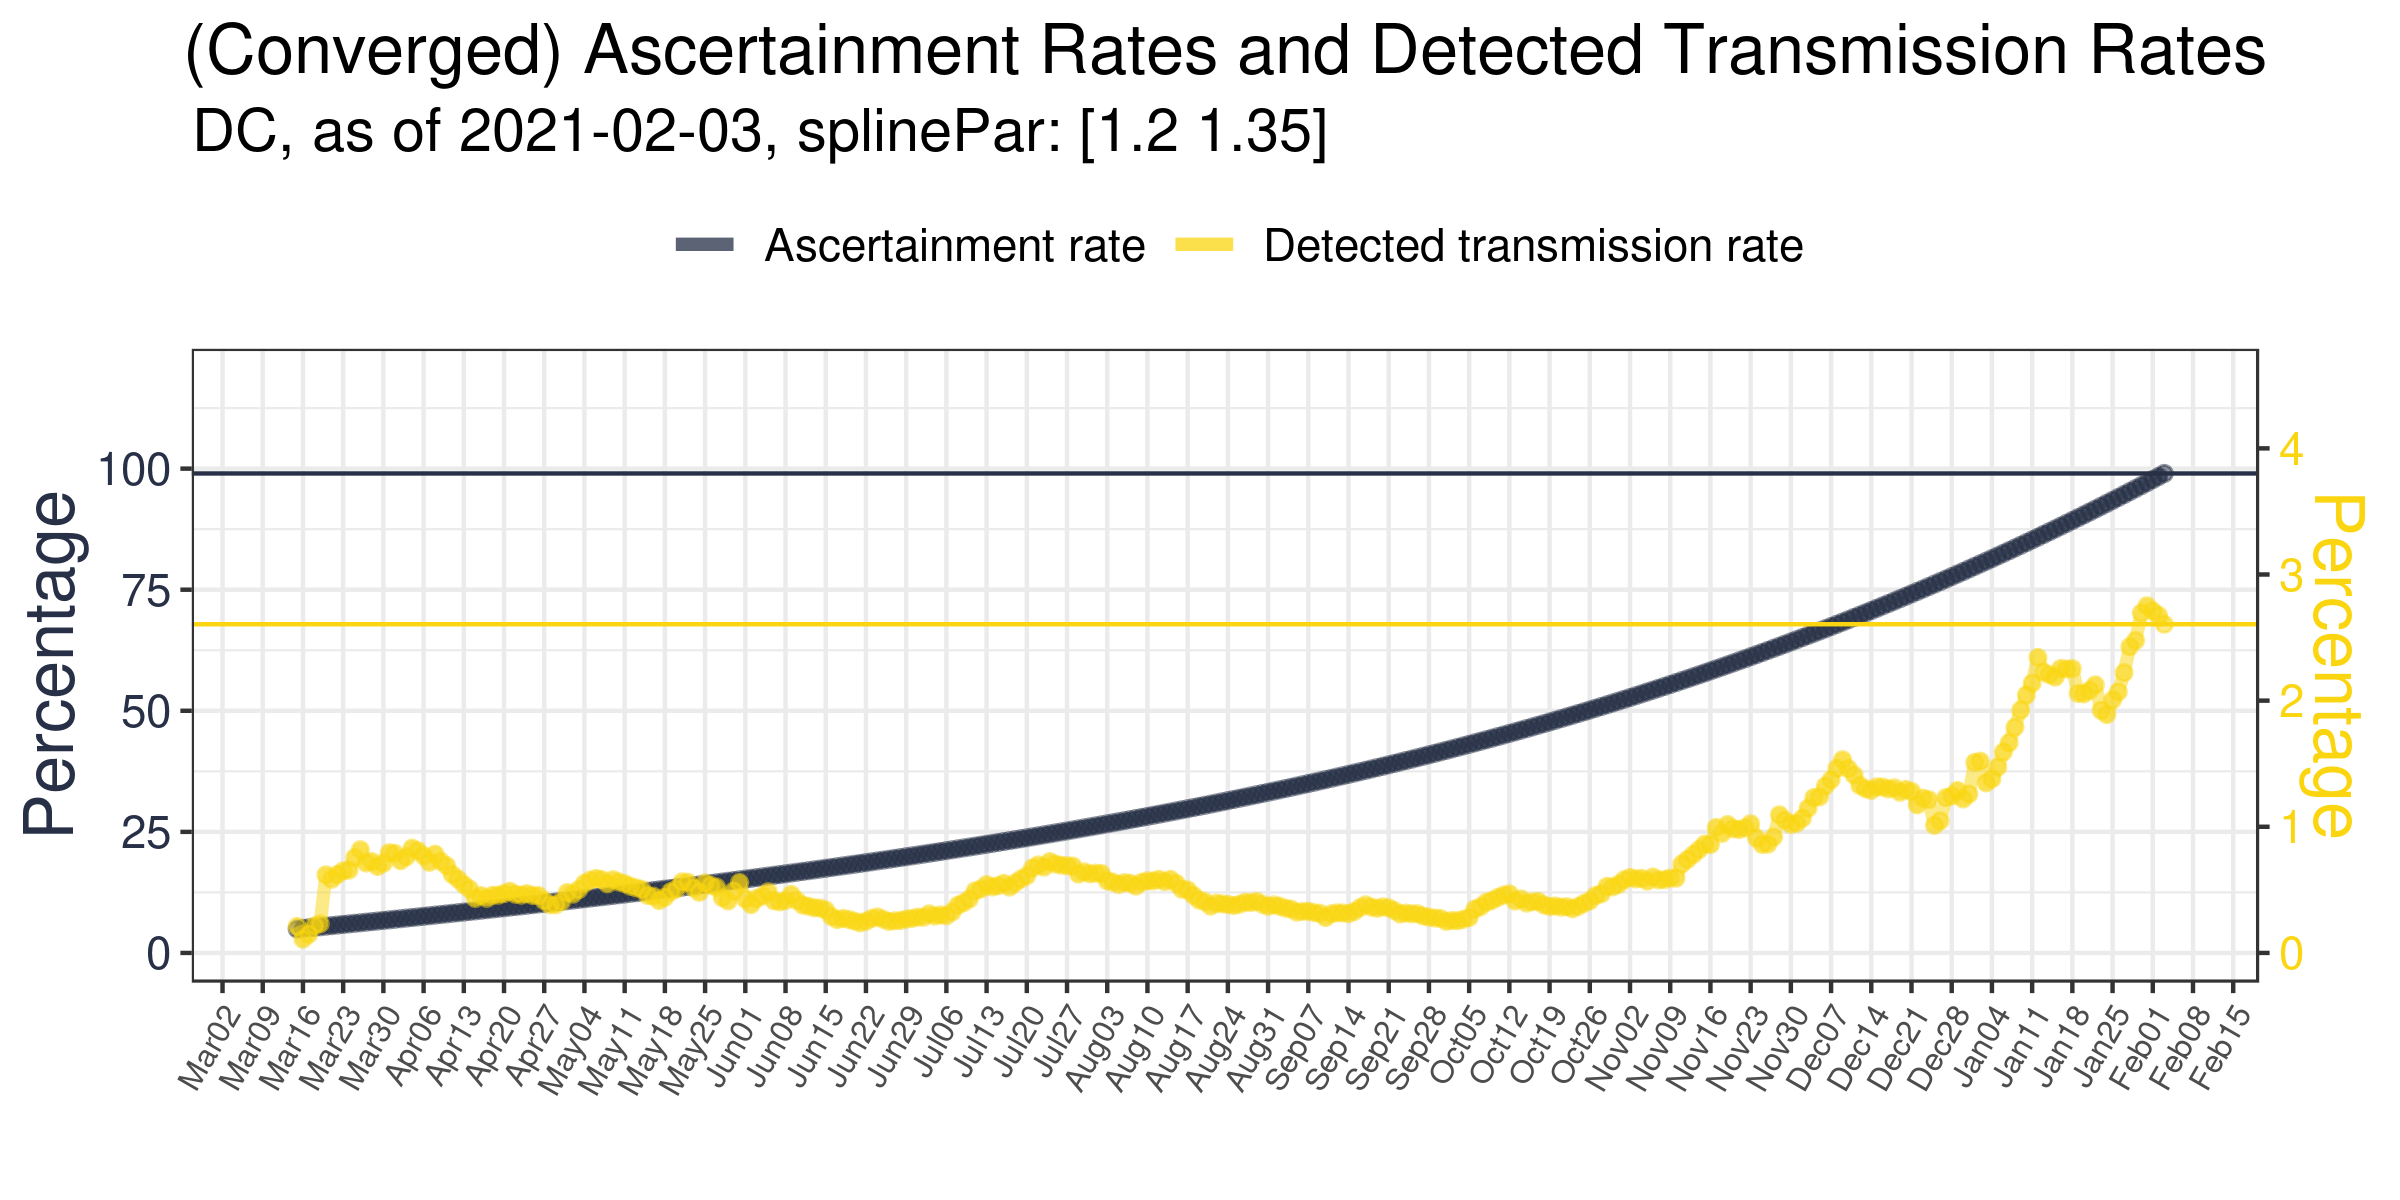 (Converged) Ascertainment Rates and Detected Transmission Rates
DC, as of 2021-02-03, splinePar: [1.2 1.35]
Ascertainment rate
Detected transmission rate
Percentage
100
75
50
25
0
4
3
2
1
0
Percentage
Mar02
Mar09
Mar16
Mar23
Mar30
Apr06
Apr13
Apr20
Apr27
May04
May11
May18
May25
Jun01
Jun08
Jun15
Jun22
Jun29
Jul06
Jul13
Jul20
Jul27
Aug03
Aug10
Aug17
Aug24
Aug31
Sep07
Sep14
Sep21
Sep28
Oct05
Oct12
Oct19
Oct26
Nov02
Nov09
Nov16
Nov23
Nov30
Dec07
Dec14
Dec21
Dec28
Jan04
Jan11
Jan18
Jan25
Feb01
Feb08
Feb15